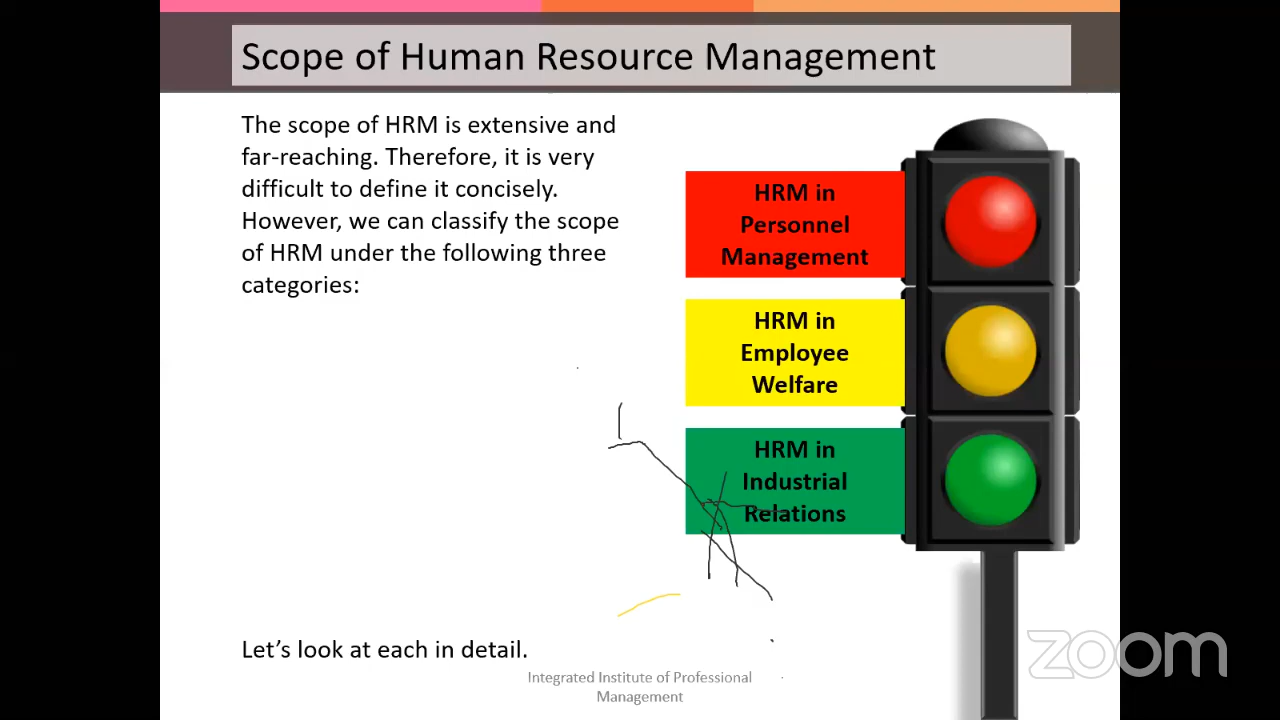 Scope of Human Resource Management
The scope of HRM is extensive and
far-reaching. Therefore, it is very
difficult to define it concisely.
However, we can classify the scope
of HRM under the following three
categories:
HRM in
Personnel
Management
HRM in
Employee
Welfare
HRM in
Industrial
Relations
Let’s look at each in detail.
Integrated Institute of Professional
Management
zoom